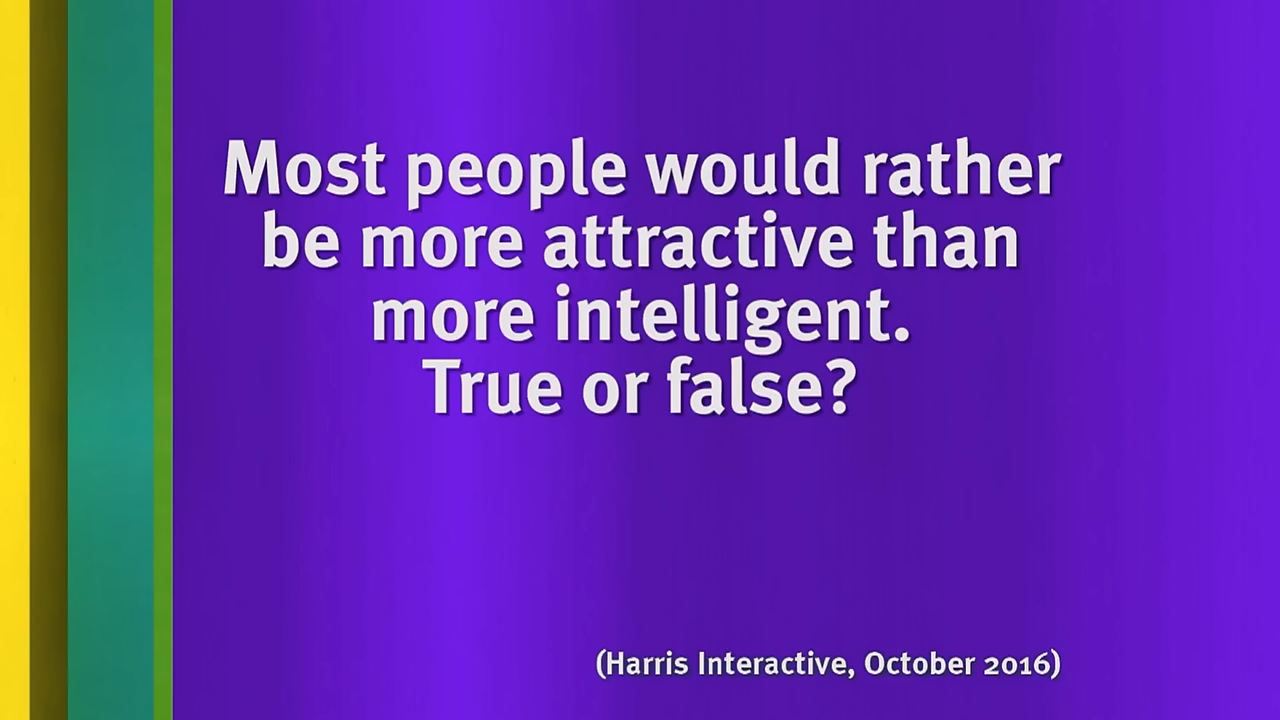 Most people would rather
be more attractive than
more intelligent.
True or false?
(Harris Interactive, October 2016)